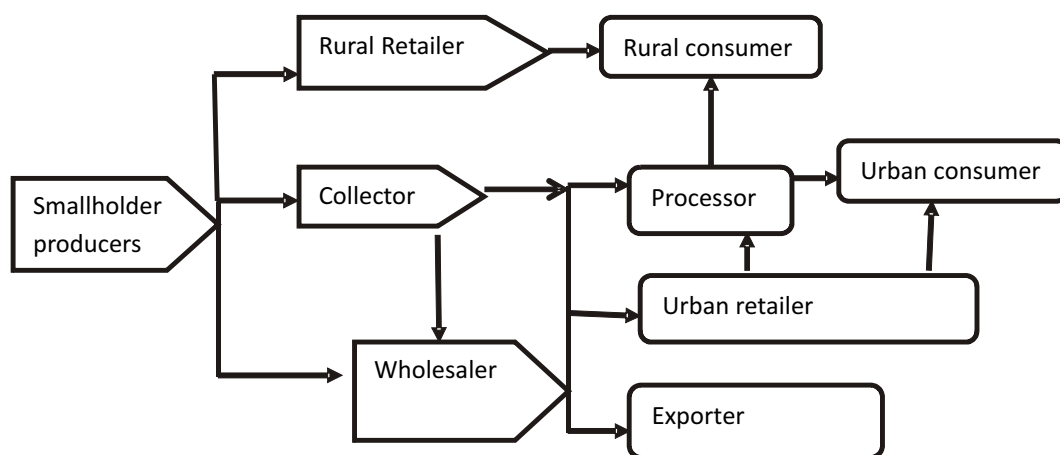 Rural Retailer
Rural consumer
Urban consumer
Collector
Processor
Smallholder
producers
Urban retailer
Wholesaler
Exporter